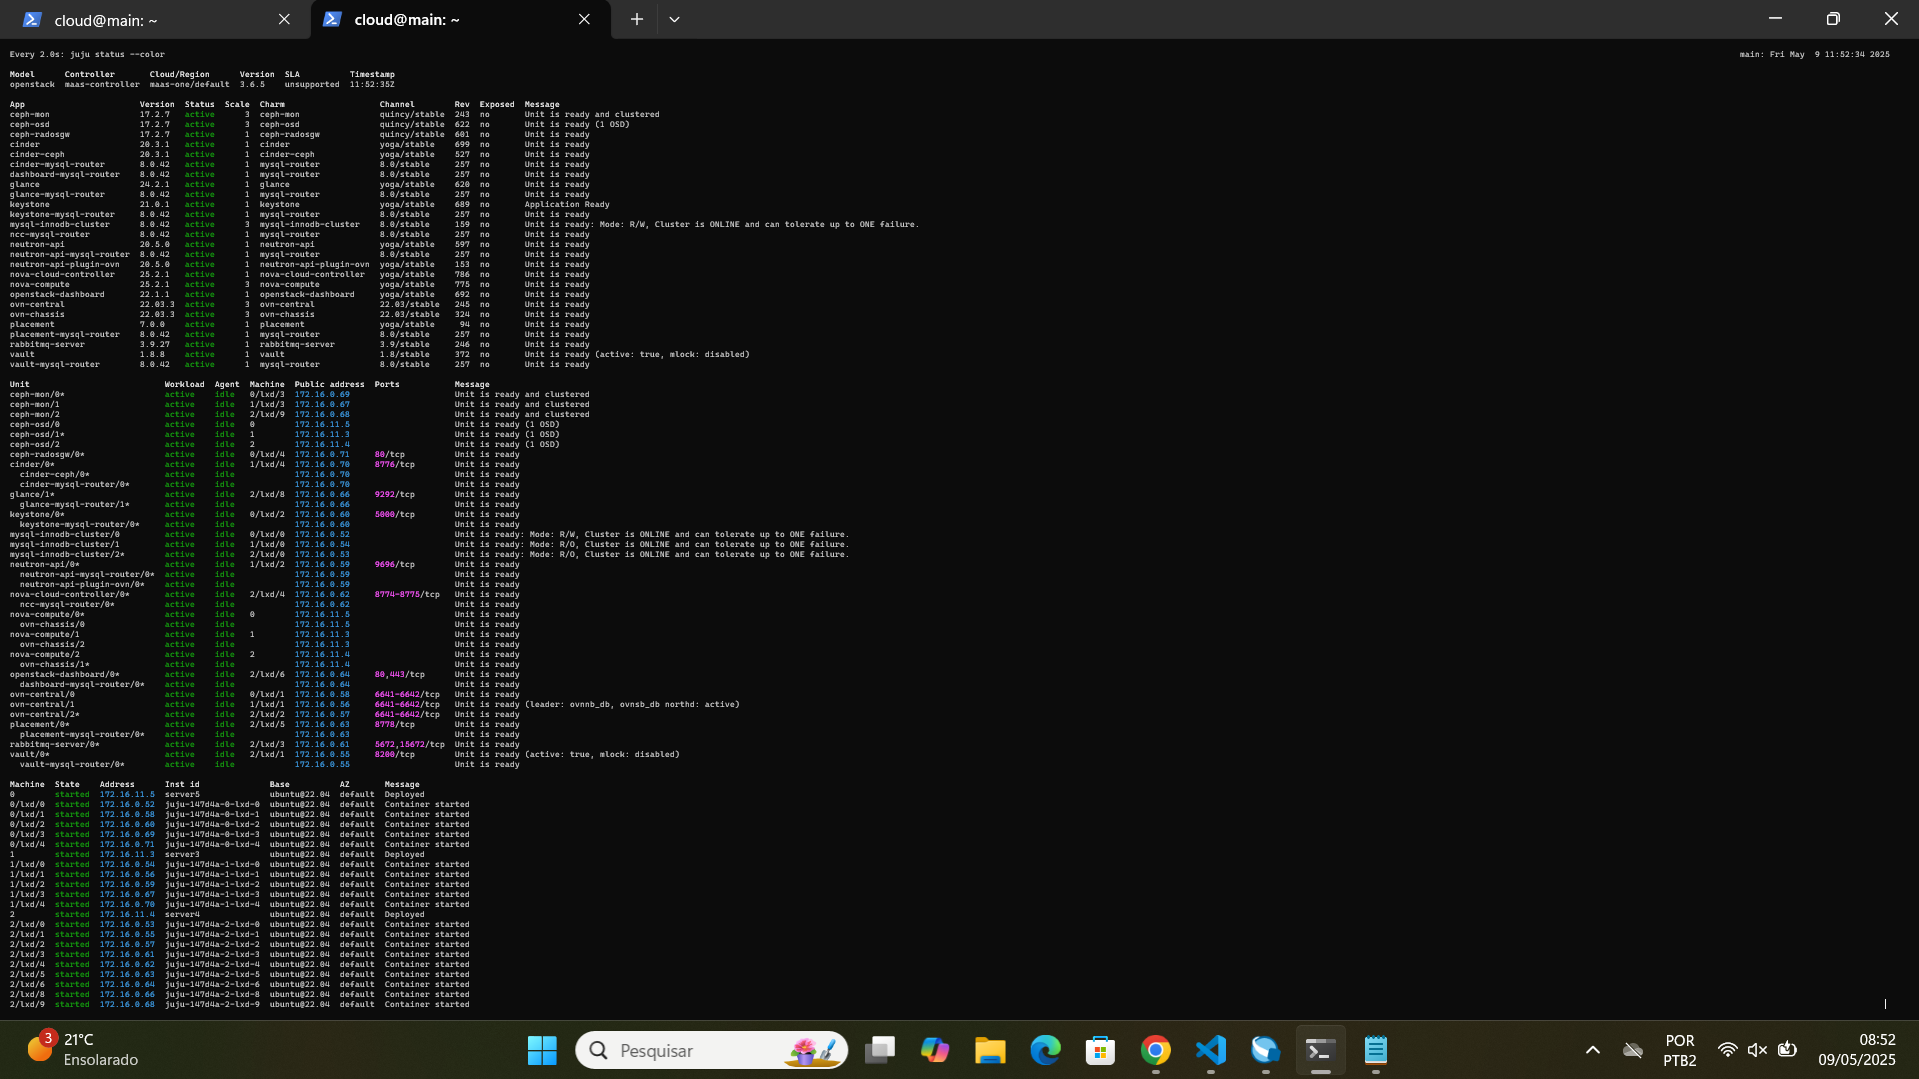 cloud@main: ~
cloud@main: ~
Every 2.0s: juju status --color main: Fri May  9 11:52:34 2025
Model Controller Cloud/Region Version SLA Timestamp
openstack maas-controller maas-one/default 3.6.5 unsupported 11:52:35Z
App Version Status Scale Charm Channel Rev Exposed Message
ceph-mon 17.2.7 active 3 ceph-mon quincy/stable 243 no Unit is ready and clustered
ceph-osd 17.2.7 active 3 ceph-osd quincy/stable 622 no Unit is ready (1 OSD)
ceph-radosgw 17.2.7 active 1 ceph-radosgw quincy/stable 601 no Unit is ready
cinder 20.3.1 active 1 cinder yoga/stable 699 no Unit is ready
cinder-ceph 20.3.1 active 1 cinder-ceph yoga/stable 527 no Unit is ready
cinder-mysql-router 8.0.42 active 1 mysql-router 8.0/stable 257 no Unit is ready
dashboard-mysql-router 8.0.42 active 1 mysql-router 8.0/stable 257 no Unit is ready
glance 24.2.1 active 1 glance yoga/stable 620 no Unit is ready
glance-mysql-router 8.0.42 active 1 mysql-router 8.0/stable 257 no Unit is ready
keystone 21.0.1 active 1 keystone yoga/stable 689 no Application Ready
keystone-mysql-router 8.0.42 active 1 mysql-router 8.0/stable 257 no Unit is ready
mysql-innodb-cluster 8.0.42 active 3 mysql-innodb-cluster 8.0/stable 159 no Unit is ready: Mode: R/W, Cluster is ONLINE and can tolerate up to ONE failure.
ncc-mysql-router 8.0.42 active 1 mysql-router 8.0/stable 257 no Unit is ready
neutron-api 20.5.0 active 1 neutron-api yoga/stable 597 no Unit is ready
neutron-api-mysql-router 8.0.42 active 1 mysql-router 8.0/stable 257 no Unit is ready
neutron-api-plugin-ovn 20.5.0 active 1 neutron-api-plugin-ovn yoga/stable 153 no Unit is ready
nova-cloud-controller 25.2.1 active 1 nova-cloud-controller yoga/stable 786 no Unit is ready
nova-compute 25.2.1 active 3 nova-compute yoga/stable 775 no Unit is ready
openstack-dashboard 22.1.1 active 1 openstack-dashboard yoga/stable 692 no Unit is ready
ovn-central 22.03.3 active 3 ovn-central 22.03/stable 245 no Unit is ready
ovn-chassis 22.03.3 active 3 ovn-chassis 22.03/stable 324 no Unit is ready
placement 7.0.0 active 1 placement yoga/stable 94 no Unit is ready
placement-mysql-router 8.0.42 active 1 mysql-router 8.0/stable 257 no Unit is ready
rabbitmq-server 3.9.27 active 1 rabbitmq-server 3.9/stable 246 no Unit is ready
vault 1.8.8 active 1 vault 1.8/stable 372 no Unit is ready (active: true, mlock: disabled)
vault-mysql-router 8.0.42 active 1 mysql-router 8.0/stable 257 no Unit is ready
Unit Workload Agent Machine Public address Ports Message
ceph-mon/0* active idle 0/lxd/3 172.16.0.69 Unit is ready and clustered
ceph-mon/1 active idle 1/lxd/3 172.16.0.67 Unit is ready and clustered
ceph-mon/2 active idle 2/lxd/9 172.16.0.68 Unit is ready and clustered
ceph-osd/0 active idle 0 172.16.11.5 Unit is ready (1 OSD)
ceph-osd/1* active idle 1 172.16.11.3 Unit is ready (1 OSD)
ceph-osd/2 active idle 2 172.16.11.4 Unit is ready (1 OSD)
ceph-radosgw/0* active idle 0/lxd/4 172.16.0.71 80/tcp Unit is ready
cinder/0* active idle 1/lxd/4 172.16.0.70 8776/tcp Unit is ready
cinder-ceph/0* active idle 172.16.0.70 Unit is ready
cinder-mysql-router/0* active idle 172.16.0.70 Unit is ready
glance/1* active idle 2/lxd/8 172.16.0.66 9292/tcp Unit is ready
glance-mysql-router/1* active idle 172.16.0.66 Unit is ready
keystone/0* active idle 0/lxd/2 172.16.0.60 5000/tcp Unit is ready
keystone-mysql-router/0* active idle 172.16.0.60 Unit is ready
mysql-innodb-cluster/0 active idle 0/lxd/0 172.16.0.52 Unit is ready: Mode: R/W, Cluster is ONLINE and can tolerate up to ONE failure.
mysql-innodb-cluster/1 active idle 1/lxd/0 172.16.0.54 Unit is ready: Mode: R/O, Cluster is ONLINE and can tolerate up to ONE failure.
mysql-innodb-cluster/2* active idle 2/lxd/0 172.16.0.53 Unit is ready: Mode: R/O, Cluster is ONLINE and can tolerate up to ONE failure.
neutron-api/0* active idle 1/lxd/2 172.16.0.59 9696/tcp Unit is ready
neutron-api-mysql-router/0* active idle 172.16.0.59 Unit is ready
neutron-api-plugin-ovn/0* active idle 172.16.0.59 Unit is ready
nova-cloud-controller/0* active idle 2/lxd/4 172.16.0.62 8774-8775/tcp Unit is ready
ncc-mysql-router/0* active idle 172.16.0.62 Unit is ready
nova-compute/0* active idle 0 172.16.11.5 Unit is ready
ovn-chassis/0 active idle 172.16.11.5 Unit is ready
nova-compute/1 active idle 1 172.16.11.3 Unit is ready
ovn-chassis/2 active idle 172.16.11.3 Unit is ready
nova-compute/2 active idle 2 172.16.11.4 Unit is ready
ovn-chassis/1* active idle 172.16.11.4 Unit is ready
openstack-dashboard/0* active idle 2/lxd/6 172.16.0.64 80,443/tcp Unit is ready
dashboard-mysql-router/0* active idle 172.16.0.64 Unit is ready
ovn-central/0 active idle 0/lxd/1 172.16.0.58 6641-6642/tcp Unit is ready
ovn-central/1 active idle 1/lxd/1 172.16.0.56 6641-6642/tcp Unit is ready (leader: ovnnb_db, ovnsb_db northd: active)
ovn-central/2* active idle 2/lxd/2 172.16.0.57 6641-6642/tcp Unit is ready
placement/0* active idle 2/lxd/5 172.16.0.63 8778/tcp Unit is ready
placement-mysql-router/0* active idle 172.16.0.63 Unit is ready
rabbitmq-server/0* active idle 2/lxd/3 172.16.0.61 5672,15672/tcp Unit is ready
vault/0* active idle 2/lxd/1 172.16.0.55 8200/tcp Unit is ready (active: true, mlock: disabled)
vault-mysql-router/0* active idle 172.16.0.55 Unit is ready
Machine State Address Inst id Base AZ Message
0 started 172.16.11.5 server5 ubuntu@22.04 default Deployed
0/lxd/0 started 172.16.0.52 juju-147d4a-0-lxd-0 ubuntu@22.04 default Container started
0/lxd/1 started 172.16.0.58 juju-147d4a-0-lxd-1 ubuntu@22.04 default Container started
0/lxd/2 started 172.16.0.60 juju-147d4a-0-lxd-2 ubuntu@22.04 default Container started
0/lxd/3 started 172.16.0.69 juju-147d4a-0-lxd-3 ubuntu@22.04 default Container started
0/lxd/4 started 172.16.0.71 juju-147d4a-0-lxd-4 ubuntu@22.04 default Container started
1 started 172.16.11.3 server3 ubuntu@22.04 default Deployed
1/lxd/0 started 172.16.0.54 juju-147d4a-1-lxd-0 ubuntu@22.04 default Container started
1/lxd/1 started 172.16.0.56 juju-147d4a-1-lxd-1 ubuntu@22.04 default Container started
1/lxd/2 started 172.16.0.59 juju-147d4a-1-lxd-2 ubuntu@22.04 default Container started
1/lxd/3 started 172.16.0.67 juju-147d4a-1-lxd-3 ubuntu@22.04 default Container started
1/lxd/4 started 172.16.0.70 juju-147d4a-1-lxd-4 ubuntu@22.04 default Container started
2 started 172.16.11.4 server4 ubuntu@22.04 default Deployed
2/lxd/0 started 172.16.0.53 juju-147d4a-2-lxd-0 ubuntu@22.04 default Container started
2/lxd/1 started 172.16.0.55 juju-147d4a-2-lxd-1 ubuntu@22.04 default Container started
2/lxd/2 started 172.16.0.57 juju-147d4a-2-lxd-2 ubuntu@22.04 default Container started
2/lxd/3 started 172.16.0.61 juju-147d4a-2-lxd-3 ubuntu@22.04 default Container started
2/lxd/4 started 172.16.0.62 juju-147d4a-2-lxd-4 ubuntu@22.04 default Container started
2/lxd/5 started 172.16.0.63 juju-147d4a-2-lxd-5 ubuntu@22.04 default Container started
2/lxd/6 started 172.16.0.64 juju-147d4a-2-lxd-6 ubuntu@22.04 default Container started
2/lxd/8 started 172.16.0.66 juju-147d4a-2-lxd-8 ubuntu@22.04 default Container started
2/lxd/9 started 172.16.0.68 juju-147d4a-2-lxd-9 ubuntu@22.04 default Container started
3
21°C
Ensolarado
Pesquisar
POR
PTB2
08:52
09/05/2025